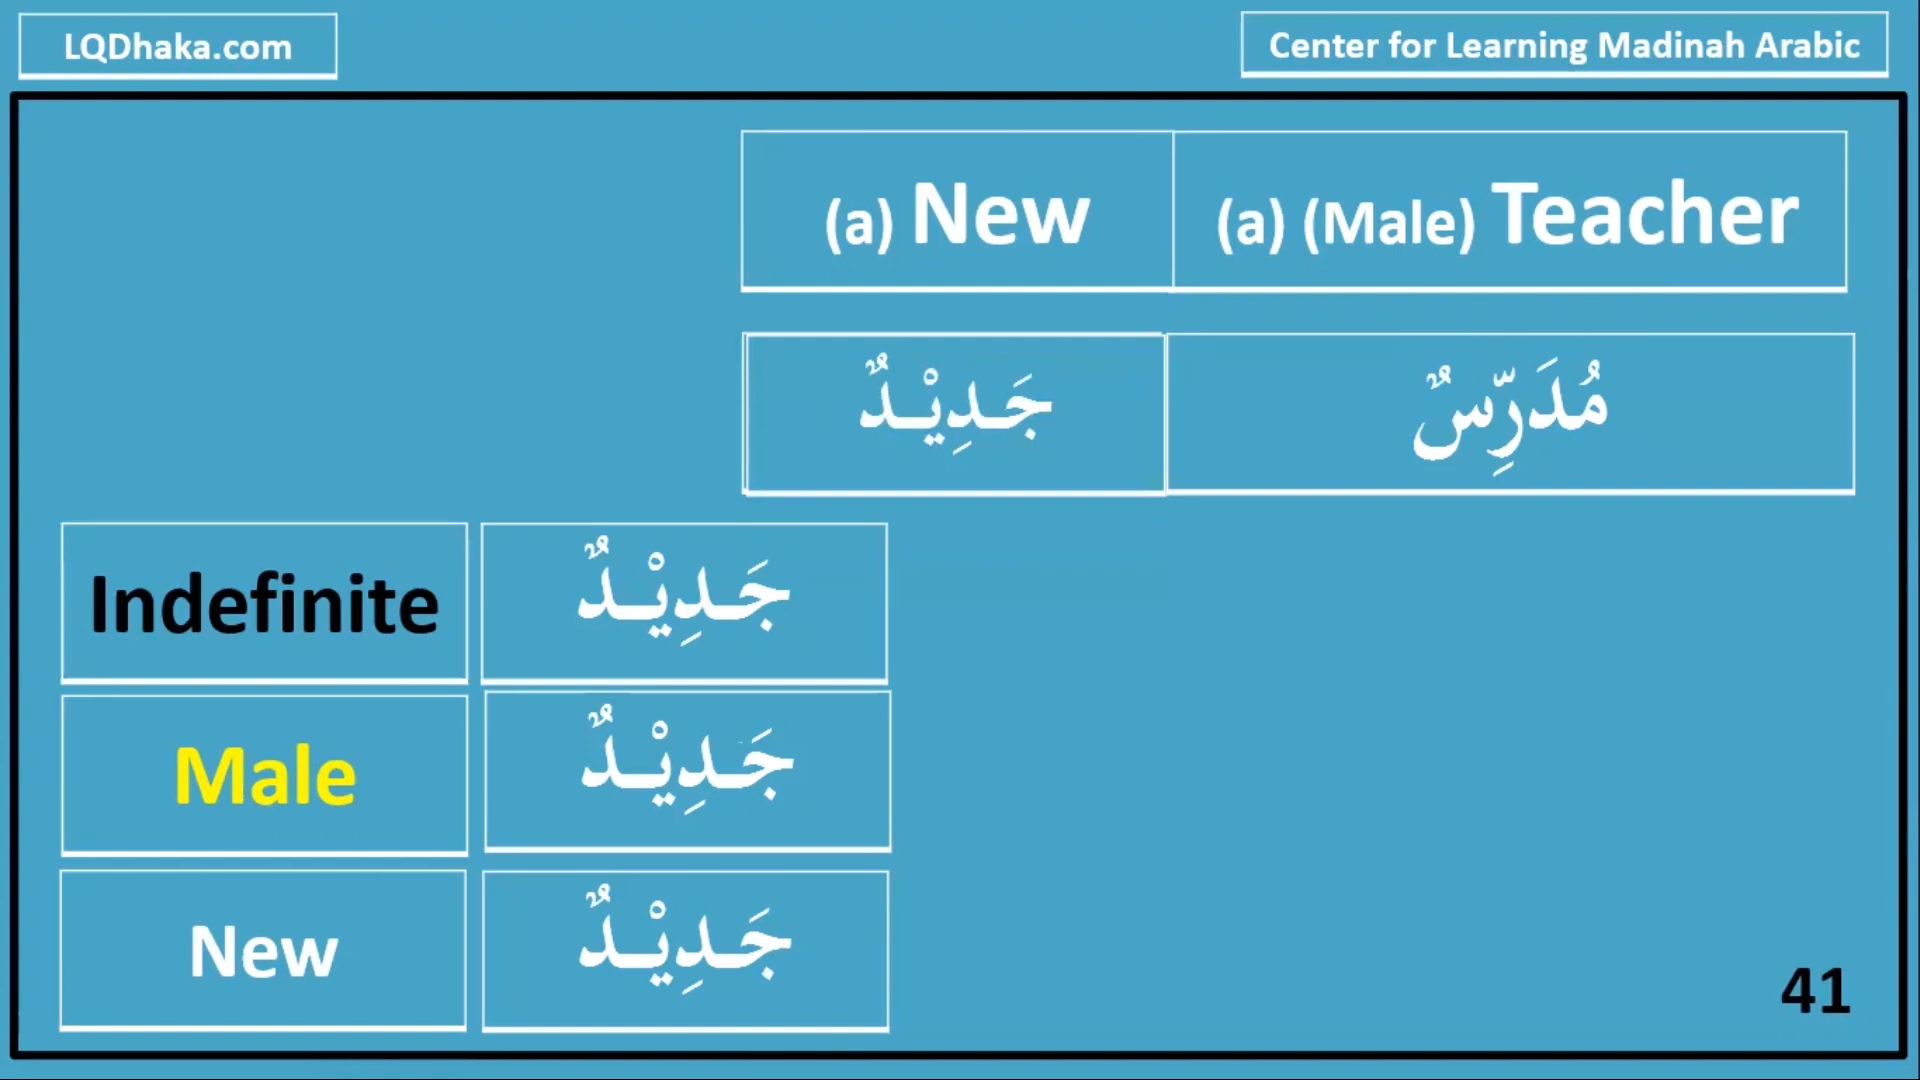 LQDhaka.com
Center for Learning Madinah Arabic
(a) New
(a) (Male) Teacher
جَدِيْدٌ
مُدَرِّسٌ
Indefinite
جَدِيْدٌ
Male
جَدِيْدٌ
New
جَدِيْدٌ
41